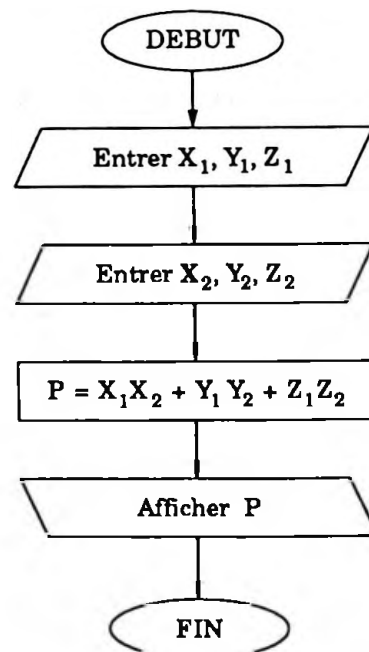 DEBUT
Entrer X₁, Y₁, Z₁
Entrer X₂, Y₂, Z₂
P = X₁X₂ + Y₁Y₂ + Z₁Z₂
Afficher P
FIN